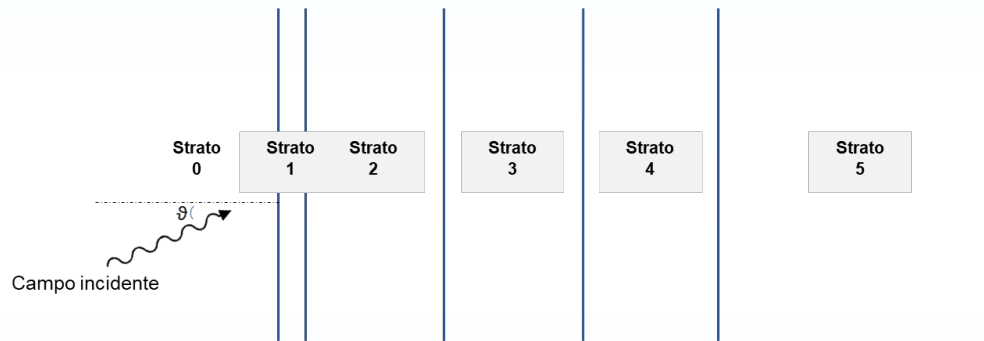 Strato
0
Strato
1
Strato
2
Strato
3
Strato
4
Strato
5
ϑ(
Campo incidente